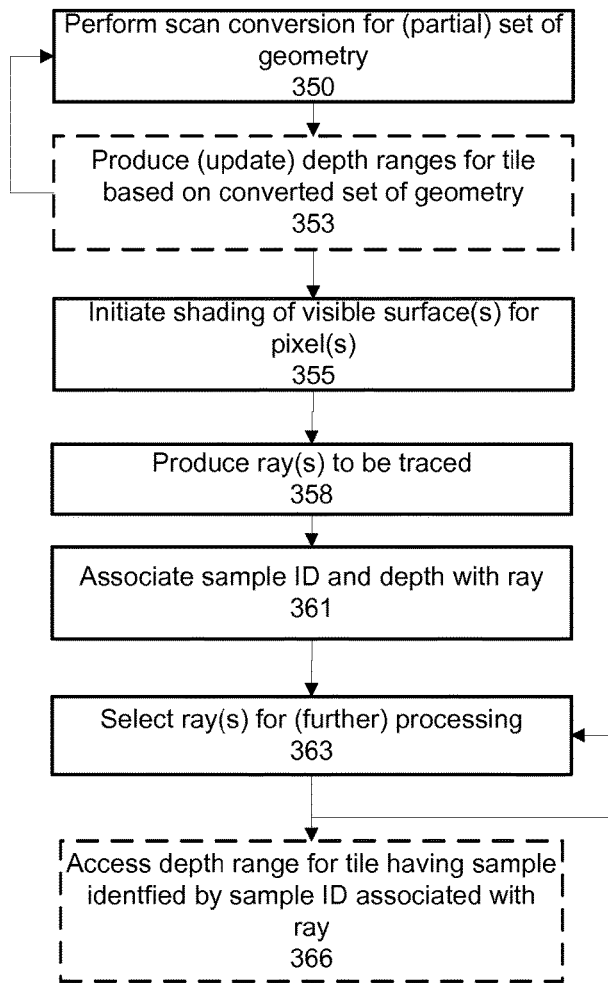 Perform scan conversion for (partial) set of
geometry
350
Produce (update) depth ranges for tile
based on converted set of geometry
353
Initiate shading of visible surface(s) for
pixel(s)
355
Produce ray(s) to be traced
358
Associate sample ID and depth with ray
361
Select ray(s) for (further) processing
363
Access depth range for tile having sample
identfied by sample ID associated with
ray
366